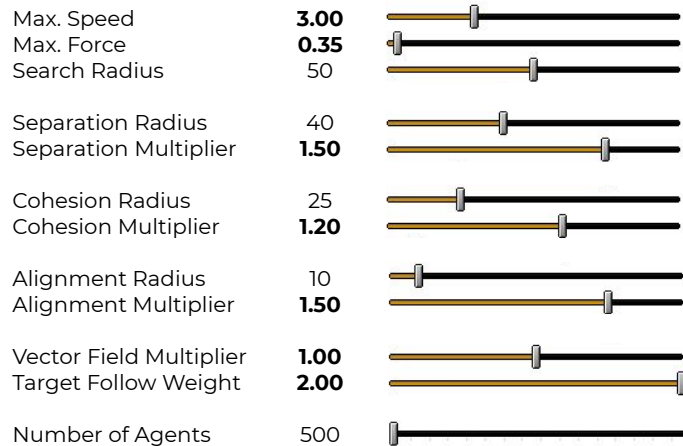 Max. Speed 3.00
Max. Force 0.35
Search Radius 50
Separation Radius 40
Separation Multiplier 1.50
Cohesion Radius 25
Cohesion Multiplier 1.20
Alignment Radius 10
Alignment Multiplier 1.50
Vector Field Multiplier 1.00
Target Follow Weight 2.00
Number of Agents 500